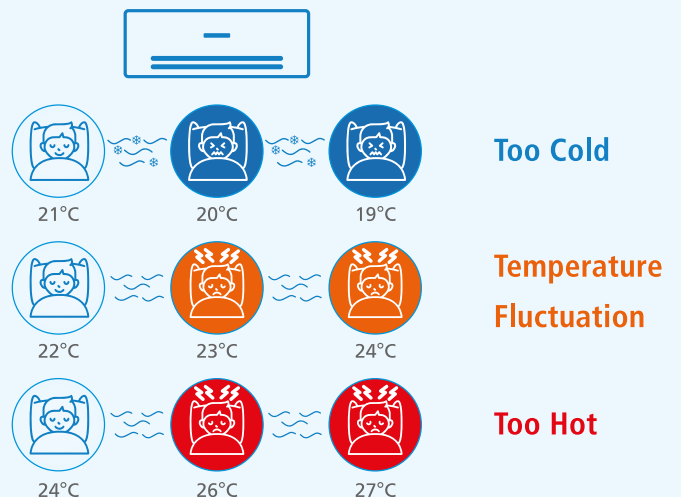 21°C 20°C 19°C
Too Cold
22°C 23°C 24°C
Temperature
Fluctuation
24°C 26°C 27°C
Too Hot